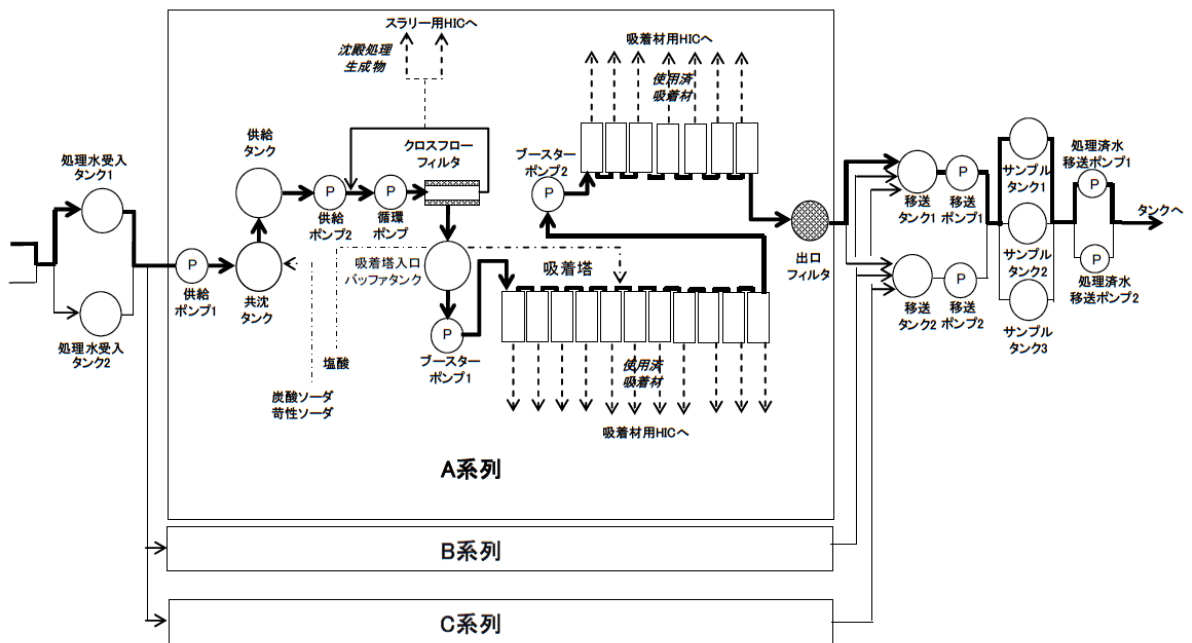 スラリー用HICへ
沈殿処理
生成物
吸着材用HICへ
使用済
吸着材
処理水受入
タンク1
供給
タンク
クロスフロー
フィルタ
ブースター
ポンプ2
P
P
P
供給
ポンプ2
循環
ポンプ
P
供給
ポンプ1
共沈
タンク
吸着塔入口
バッファタンク
吸着塔
出口
フィルタ
P
移送
タンク1
移送
ポンプ1
サンプル
タンク1
処理済水
移送ポンプ1
P
タンクへ
サンプル
タンク2
P
処理済水
移送ポンプ2
P
移送
タンク2
移送
ポンプ2
サンプル
タンク3
処理水受入
タンク2
P
ブースター
ポンプ1
塩酸
炭酸ソーダ
苛性ソーダ
使用済
吸着材
吸着材用HICへ
A系列
B系列
C系列